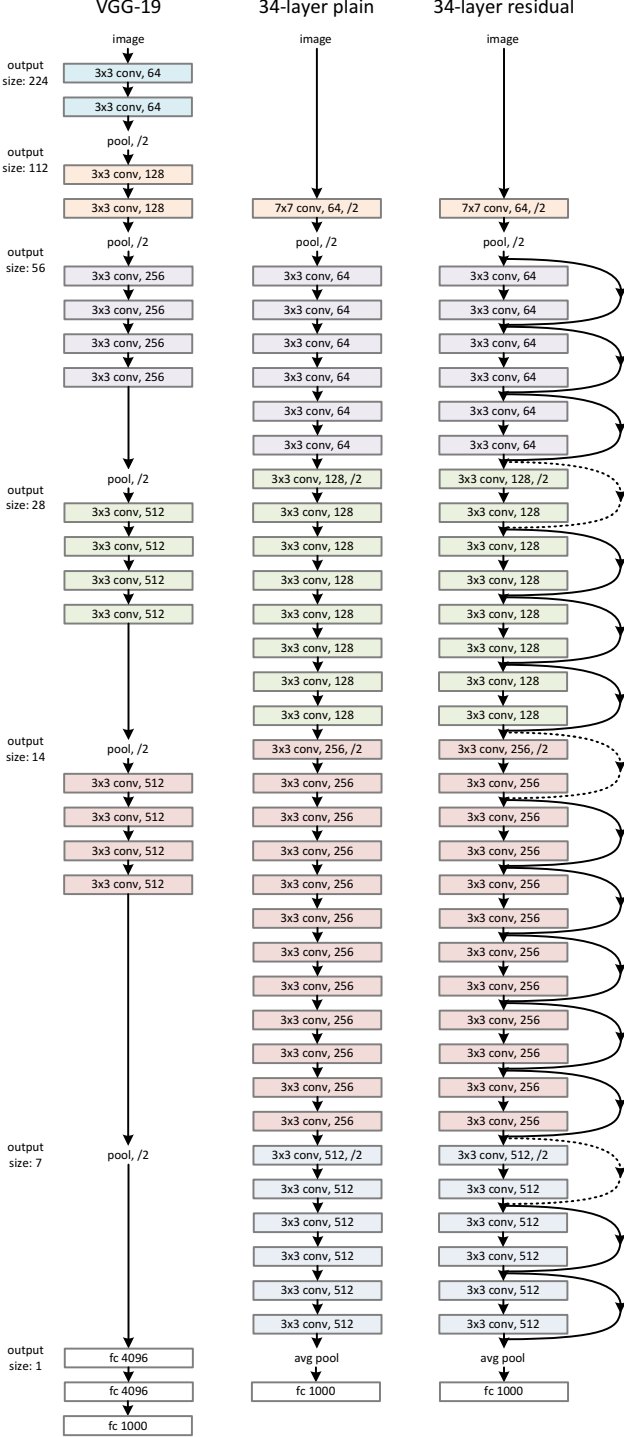 output
size: 224
output
size: 112
output
size: 56
output
size: 28
output
size: 14
output
size: 7
output
size: 1
VGG-19
image
3x3 conv, 64
3x3 conv, 64
pool, /2
3x3 conv, 128
3x3 conv, 128
pool, /2
3x3 conv, 256
3x3 conv, 256
3x3 conv, 256
3x3 conv, 256
pool, /2
3x3 conv, 512
3x3 conv, 512
3x3 conv, 512
3x3 conv, 512
pool, /2
3x3 conv, 512
3x3 conv, 512
3x3 conv, 512
3x3 conv, 512
pool, /2
fc 4096
fc 4096
fc 1000
34-layer plain
image
7x7 conv, 64, /2
pool, /2
3x3 conv, 64
3x3 conv, 64
3x3 conv, 64
3x3 conv, 64
3x3 conv, 64
3x3 conv, 64
3x3 conv, 128, /2
3x3 conv, 128
3x3 conv, 128
3x3 conv, 128
3x3 conv, 128
3x3 conv, 128
3x3 conv, 128
3x3 conv, 128
3x3 conv, 256, /2
3x3 conv, 256
3x3 conv, 256
3x3 conv, 256
3x3 conv, 256
3x3 conv, 256
3x3 conv, 256
3x3 conv, 256
3x3 conv, 256
3x3 conv, 256
3x3 conv, 256
3x3 conv, 256
3x3 conv, 512, /2
3x3 conv, 512
3x3 conv, 512
3x3 conv, 512
3x3 conv, 512
3x3 conv, 512
avg pool
fc 1000
34-layer residual
image
7x7 conv, 64, /2
pool, /2
3x3 conv, 64
3x3 conv, 64
3x3 conv, 64
3x3 conv, 64
3x3 conv, 64
3x3 conv, 64
3x3 conv, 128, /2
3x3 conv, 128
3x3 conv, 128
3x3 conv, 128
3x3 conv, 128
3x3 conv, 128
3x3 conv, 128
3x3 conv, 128
3x3 conv, 256, /2
3x3 conv, 256
3x3 conv, 256
3x3 conv, 256
3x3 conv, 256
3x3 conv, 256
3x3 conv, 256
3x3 conv, 256
3x3 conv, 256
3x3 conv, 256
3x3 conv, 256
3x3 conv, 256
3x3 conv, 512, /2
3x3 conv, 512
3x3 conv, 512
3x3 conv, 512
3x3 conv, 512
3x3 conv, 512
avg pool
fc 1000